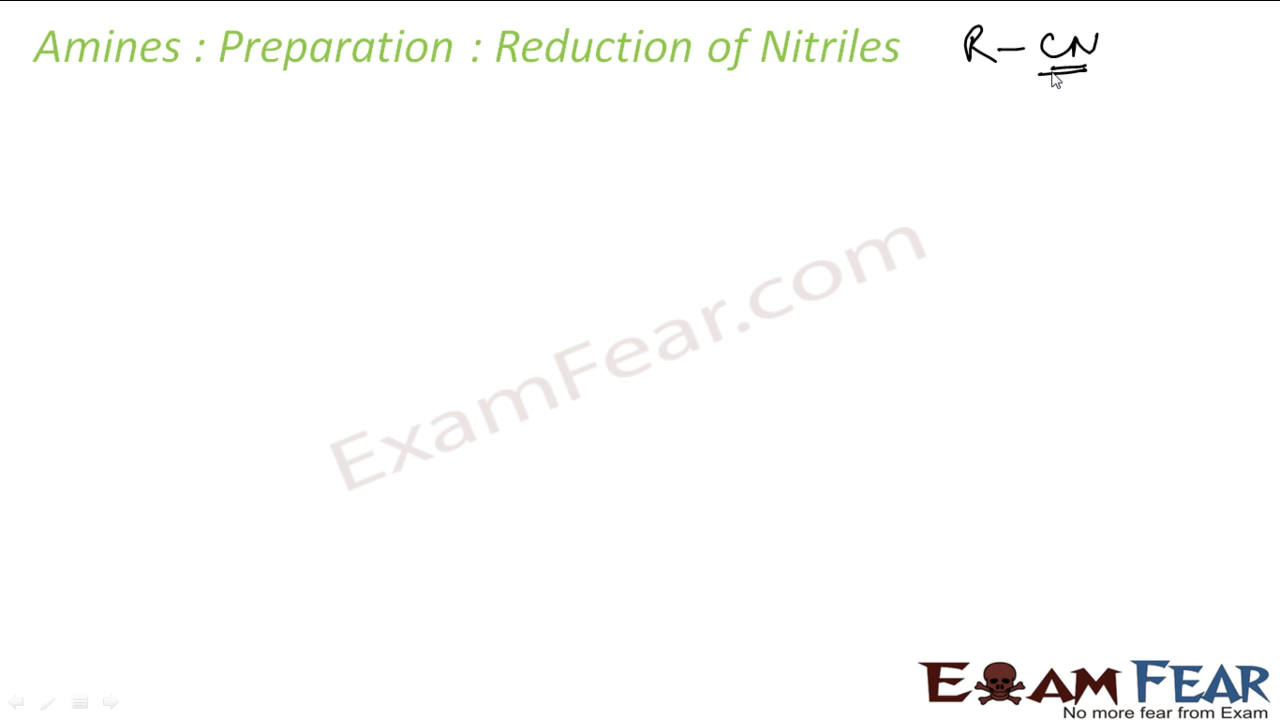 Amines : Preparation : Reduction of Nitriles R – CN
ExamFear.com
EXAM FEAR
No more fear from Exam